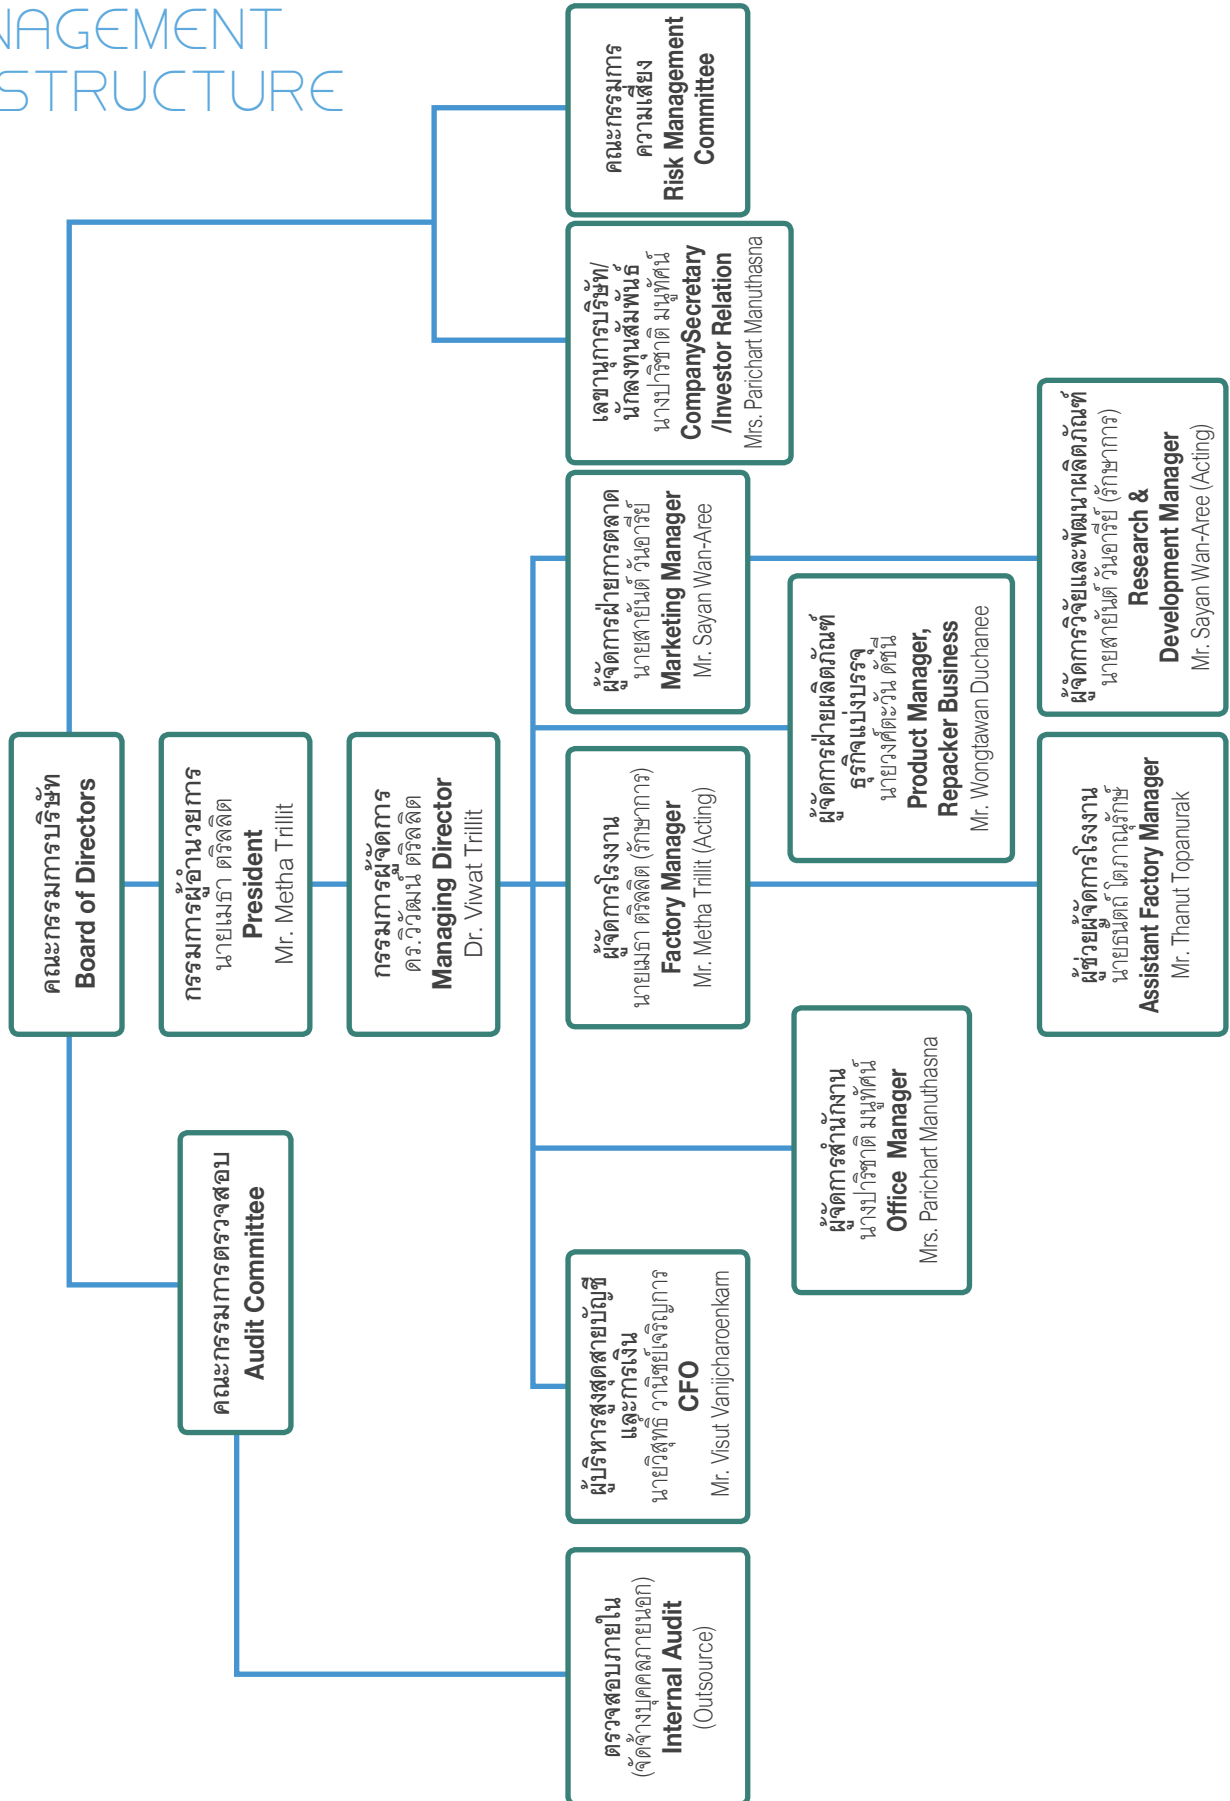 NAGEMENT
STRUCTURE
คณะกรรมการบริษัท
Board of Directors
คณะกรรมการตรวจสอบ
Audit Committee
กรรมการผู้อำนวยการ
นายเมธา ตริลลิต
President
Mr. Metha Trillit
กรรมการผู้จัดการ
ดร.วิวัฒน์ ตริลลิต
Managing Director
Dr. Viwat Trillit
ตรวจสอบภายใน
(จัดจ้างบุคคลภายนอก)
Internal Audit
(Outsource)
ผู้บริหารสูงสุดสายบัญชี
และการเงิน
นายวิสุทธิ์ วานิชย์เจริญการ
CFO
Mr. Visut Vanijcharoenkarn
ผู้จัดการโรงงาน
นายเมธา ตริลลิต (รักษาการ)
Factory Manager
Mr. Metha Trillit (Acting)
ผู้จัดการฝ่ายการตลาด
นายสายยันต์ วันอารีย์
Marketing Manager
Mr. Sayan Wan-Aree
เลขานุการบริษัท/
นักลงทุนสัมพันธ์
นางปาริชาติ มนูทัศน์
CompanySecretary
/Investor Relation
Mrs. Parichart Manuthasna
คณะกรรมการ
ความเสี่ยง
Risk Management
Committee
ผู้จัดการสำนักงาน
นางปาริชาติ มนูทัศน์
Office Manager
Mrs. Parichart Manuthasna
ผู้จัดการฝ่ายผลิตภัณฑ์
ธุรกิจแบ่งบรรจุ
นายวงศ์ตะวัน ดัชนี
Product Manager,
Repacker Business
Mr. Wongtawan Duchanee
ผู้ช่วยผู้จัดการโรงงาน
นายธนัตถ์ โตภาณุรักษ์
Assistant Factory Manager
Mr. Thanut Topanurak
ผู้จัดการวิจัยและพัฒนาผลิตภัณฑ์
นายสายยันต์ วันอารีย์ (รักษาการ)
Research &
Development Manager
Mr. Sayan Wan-Aree (Acting)